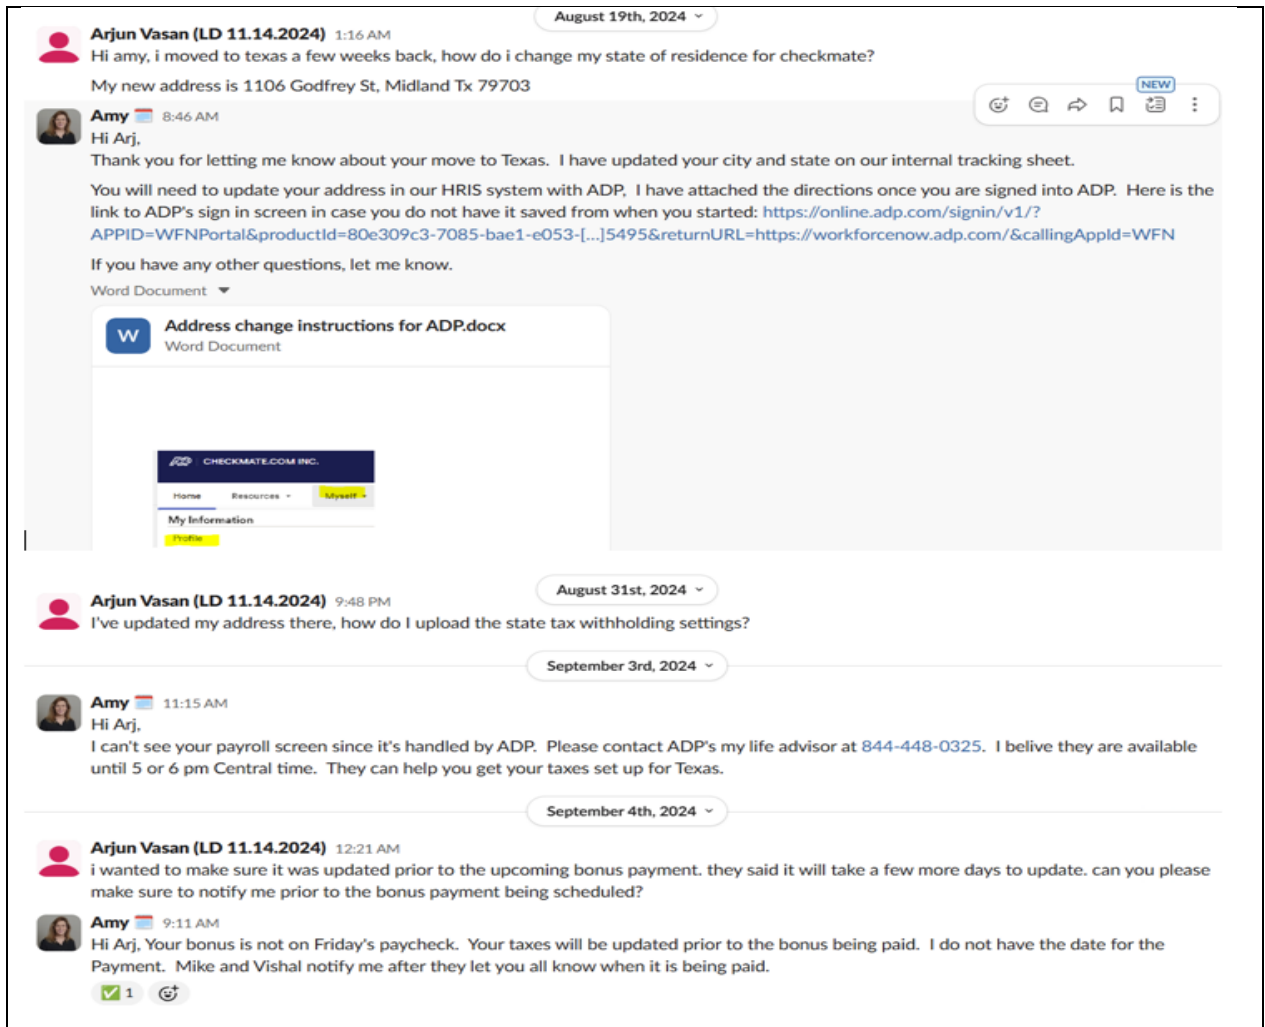 August 19th, 2024
Arjun Vasan (LD 11.14.2024) 1:16 AM
Hi amy, i moved to texas a few weeks back, how do i change my state of residence for checkmate?
My new address is 1106 Godfrey St, Midland Tx 79703
NEW
Amy 8:46 AM
Hi Arj,
Thank you for letting me know about your move to Texas. I have updated your city and state on our internal tracking sheet.
You will need to update your address in our HRIS system with ADP, I have attached the directions once you are signed into ADP. Here is the
link to ADP's sign in screen in case you do not have it saved from when you started: https://online.adp.com/signin/v1/?
APPID=WFNPortal&productId=80e309c3-7085-bae1-e053-[...]5495&returnURL=https://workforcenow.adp.com/&callingAppId=WFN
If you have any other questions, let me know.
Word Document
W
Address change instructions for ADP.docx
Word Document
ADP CHECKMATE.COM INC.
Home Resources Myself
My Information
Profile
August 31st, 2024
Arjun Vasan (LD 11.14.2024) 9:48 PM
I've updated my address there, how do I upload the state tax withholding settings?
September 3rd, 2024
Amy 11:15 AM
Hi Arj,
I can't see your payroll screen since it's handled by ADP. Please contact ADP's my life advisor at 844-448-0325. I belive they are available
until 5 or 6 pm Central time. They can help you get your taxes set up for Texas.
September 4th, 2024
Arjun Vasan (LD 11.14.2024) 12:21 AM
i wanted to make sure it was updated prior to the upcoming bonus payment. they said it will take a few more days to update. can you please
make sure to notify me prior to the bonus payment being scheduled?
Amy 9:11 AM
Hi Arj, Your bonus is not on Friday's paycheck. Your taxes will be updated prior to the bonus being paid. I do not have the date for the
Payment. Mike and Vishal notify me after they let you all know when it is being paid.
1